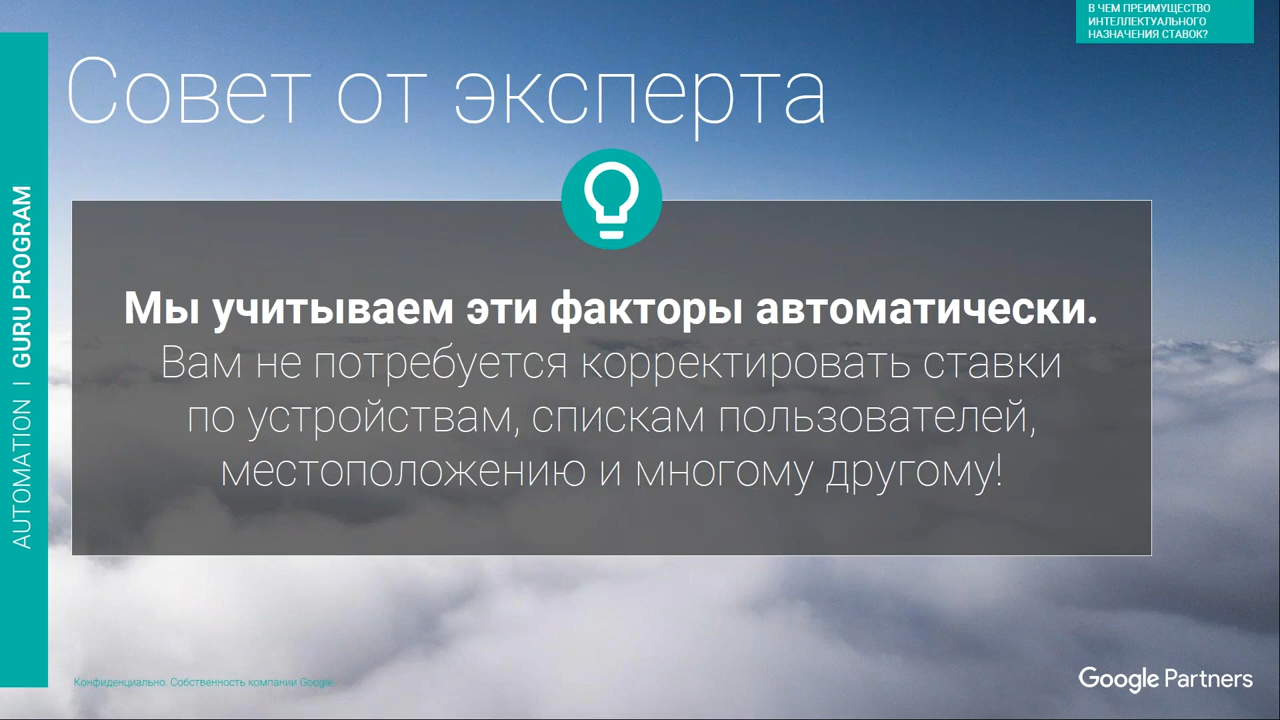 В ЧЕМ ПРЕИМУЩЕСТВО
ИНТЕЛЛЕКТУАЛЬНОГО
НАЗНАЧЕНИЯ СТАВОК?
Совет от эксперта
AUTOMATION | GURU PROGRAM
Мы учитываем эти факторы автоматически.
Вам не потребуется корректировать ставки
по устройствам, спискам пользователей,
местоположению и многому другому!
Конфиденциально. Собственность компании Google.
Google Partners